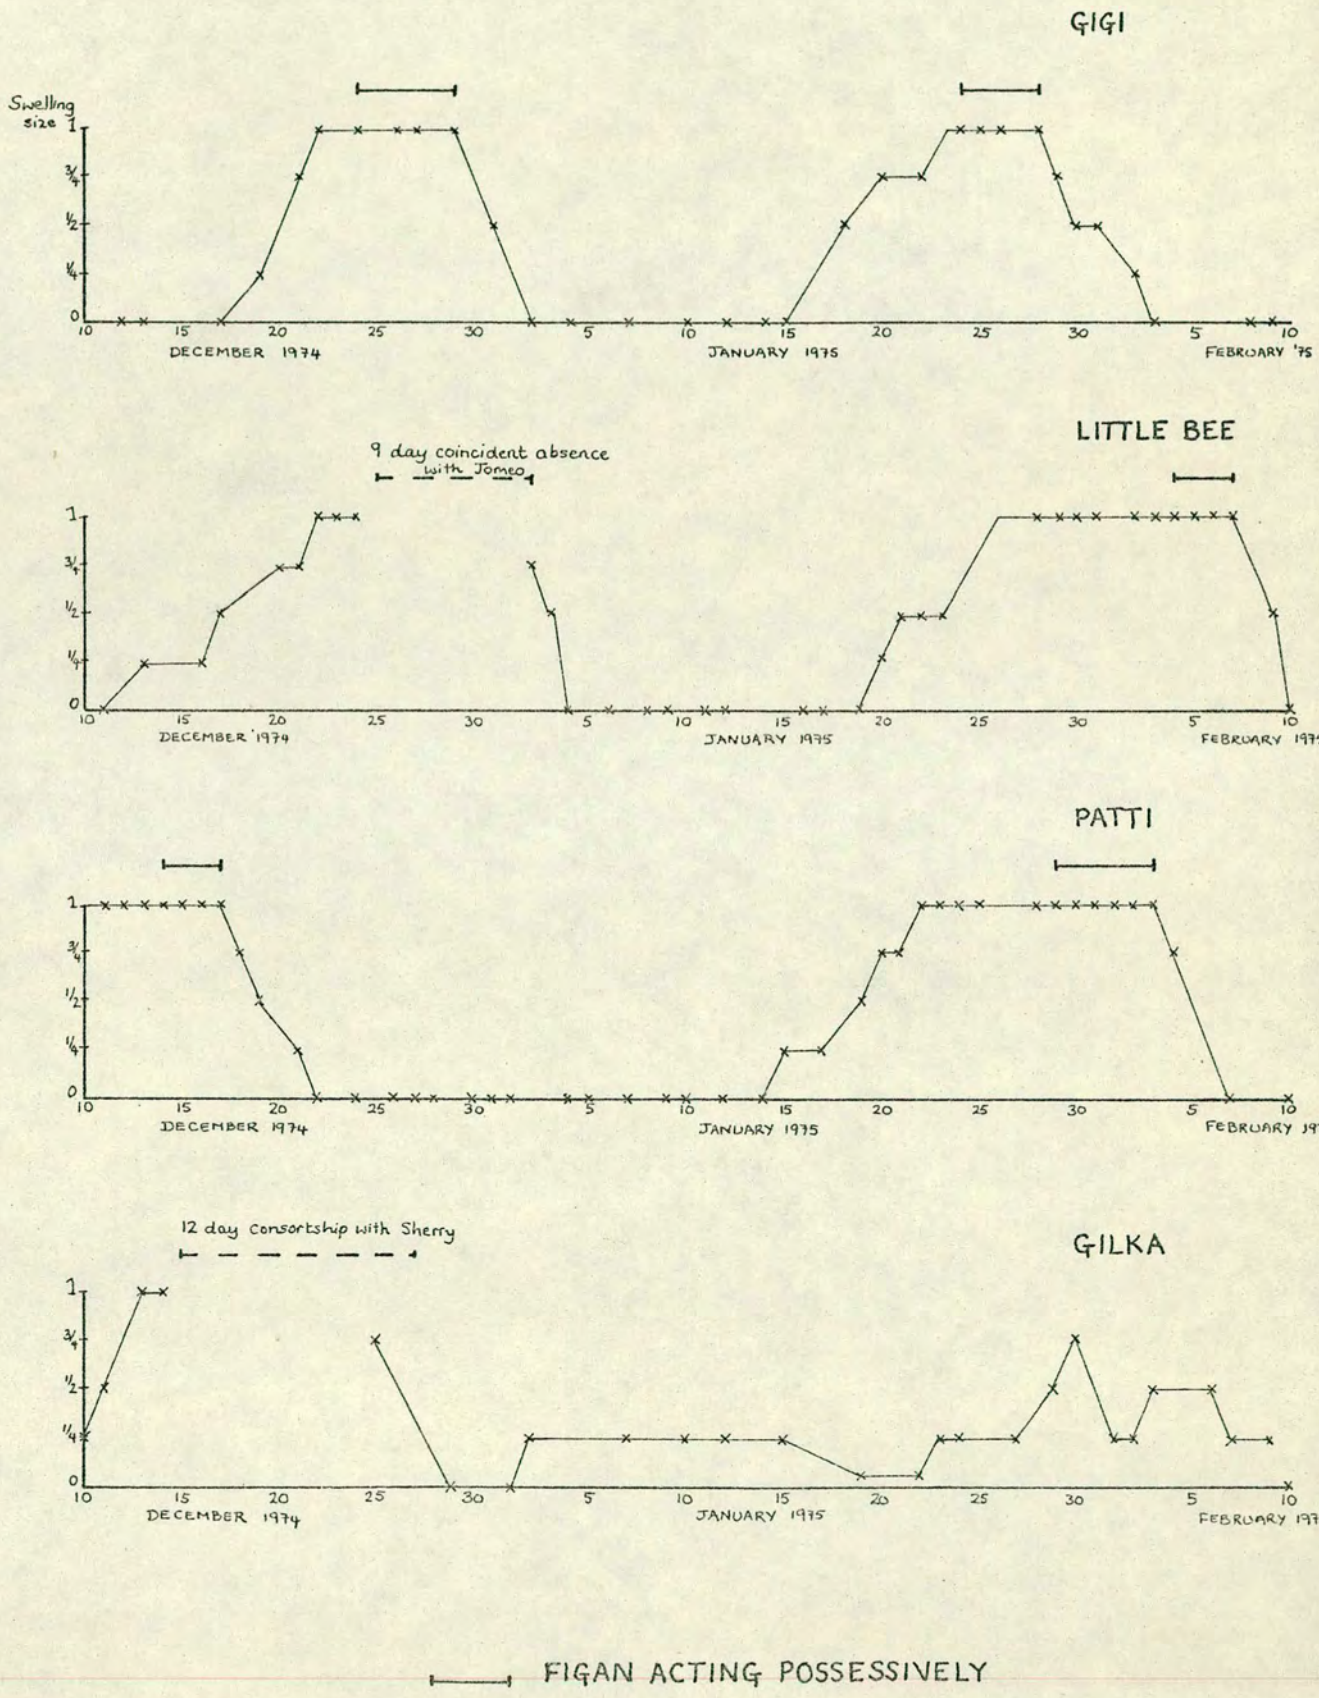 GIGI
Swelling
size 1
3/4
1/2
1/4
0
10 15 20 25 30 5 10 15 20 25 30 5 10
DECEMBER 1974 JANUARY 1975 FEBRUARY '75
LITTLE BEE
9 day coincident absence
with Jomeo
1
3/4
1/2
1/4
0
10 15 20 25 30 5 10 15 20 25 30 5 10
DECEMBER 1974 JANUARY 1975 FEBRUARY 197
PATTI
1
3/4
1/2
1/4
0
10 15 20 25 30 5 10 15 20 25 30 5 10
DECEMBER 1974 JANUARY 1975 FEBRUARY 19
12 day consortship with Sherry
GILKA
1
3/4
1/2
1/4
0
10 15 20 25 30 5 10 15 20 25 30 5 10
DECEMBER 1974 JANUARY 1975 FEBRUARY 197
FIGAN ACTING POSSESSIVELY